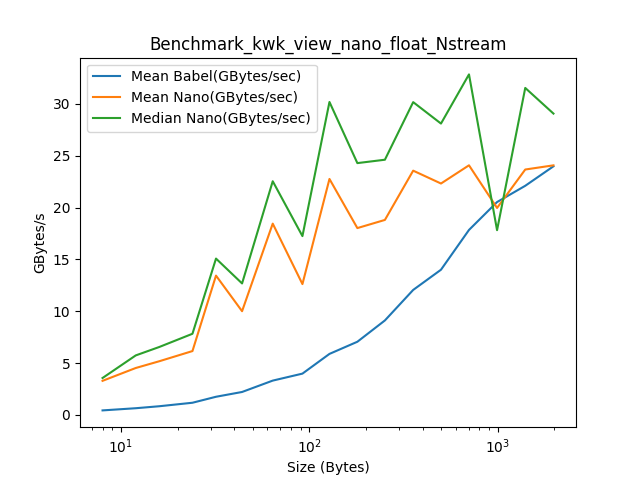 Benchmark_kwk_view_nano_float_Nstream
Mean Babel(GBytes/sec)
Mean Nano(GBytes/sec)
Median Nano(GBytes/sec)
GBytes/s
30
25
20
15
10
5
0
10¹
10²
10³
Size (Bytes)